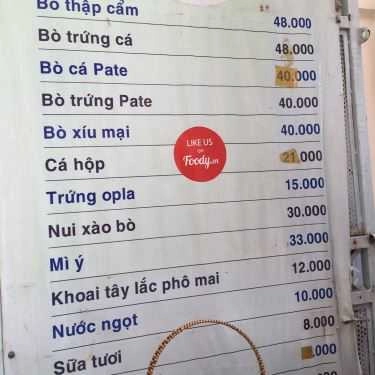 Bò thập cẩm 48.000
Bò trứng cá 48.000
Bò cá Pate 40.000
Bò trứng Pate 40.000
Bò xíu mại 40.000
Cá hộp 21.000
Trứng opla 15.000
Nui xào bò 30.000
Mì ý 33.000
Khoai tây lắc phô mai 12.000
Nước ngọt 10.000
Sữa tươi 8.000
LIKE US
ON
Foody.vn